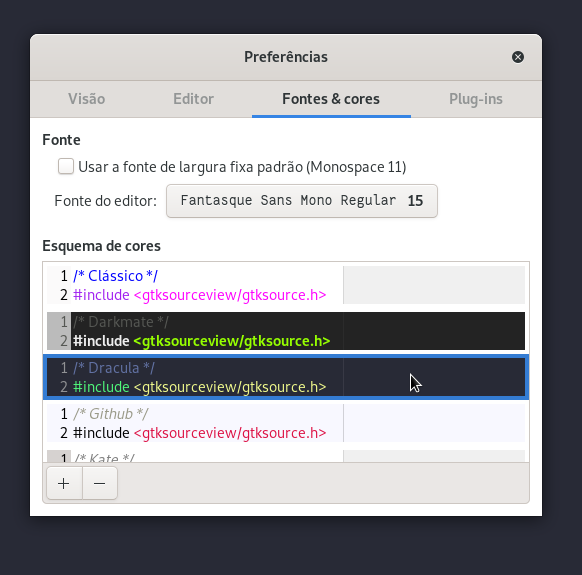 Preferências
Visão Editor Fontes & cores Plug-ins
Fonte
Usar a fonte de largura fixa padrão (Monospace 11)
Fonte do editor: Fantasque Sans Mono Regular 15
Esquema de cores
1 /* Clássico */
2 #include <gtksourceview/gtksource.h>
1 /* Darkmate */
2 #include <gtksourceview/gtksource.h>
1 /* Dracula */
2 #include <gtksourceview/gtksource.h>
1 /* Github */
2 #include <gtksourceview/gtksource.h>
1 /* Kate */